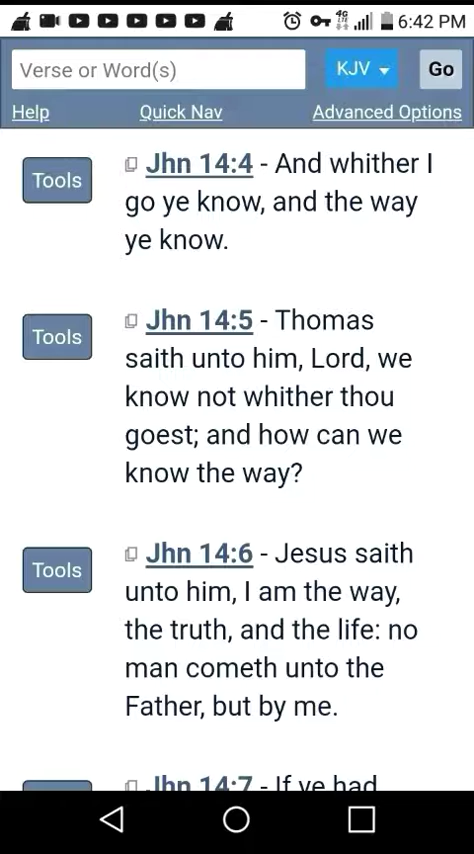 4G
LTE
6:42 PM
Verse or Word(s)
KJV
Go
Help
Quick Nav
Advanced Options
Tools
Jhn 14:4 - And whither I
go ye know, and the way
ye know.
Tools
Jhn 14:5 - Thomas
saith unto him, Lord, we
know not whither thou
goest; and how can we
know the way?
Tools
Jhn 14:6 - Jesus saith
unto him, I am the way,
the truth, and the life: no
man cometh unto the
Father, but by me.
Jhn 14:7 - If ye had